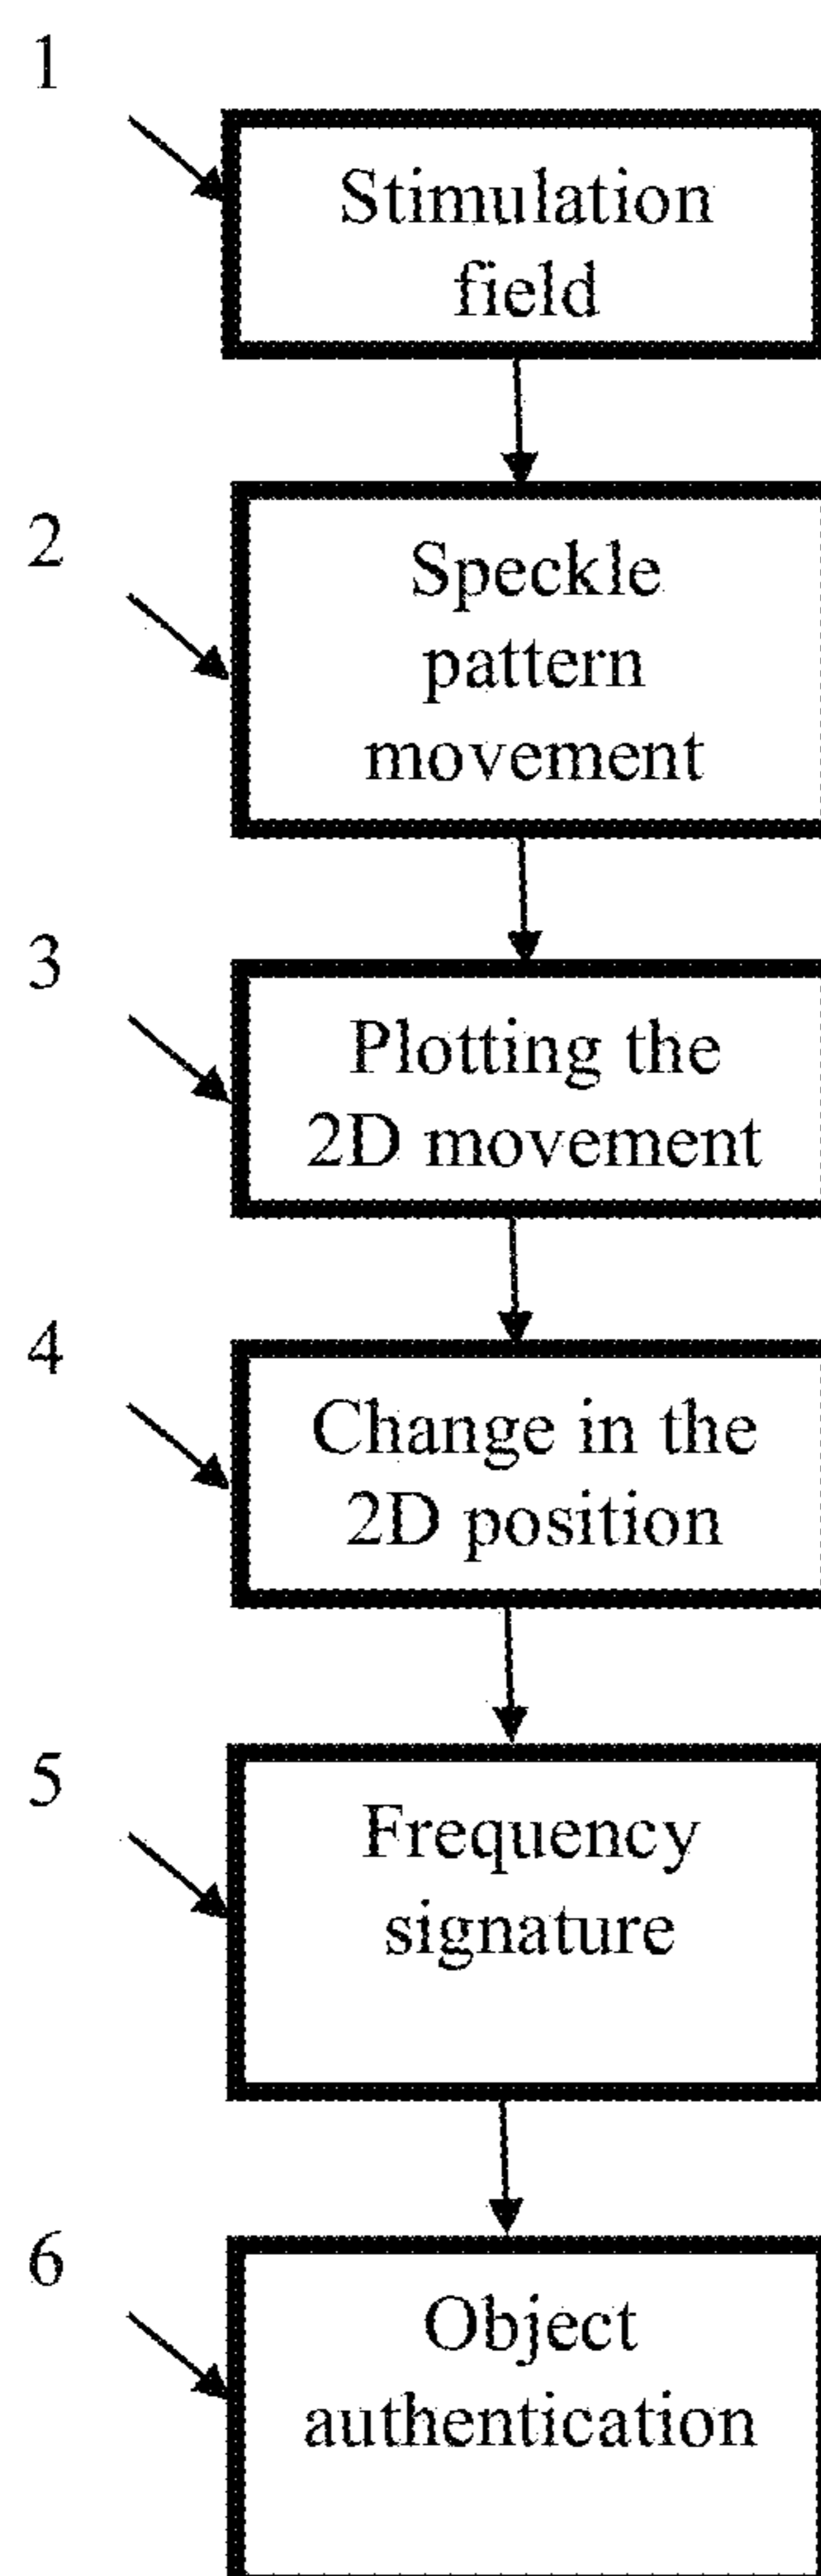 1
Stimulation
field
2
Speckle
pattern
movement
3
Plotting the
2D movement
4
Change in the
2D position
5
Frequency
signature
6
Object
authentication